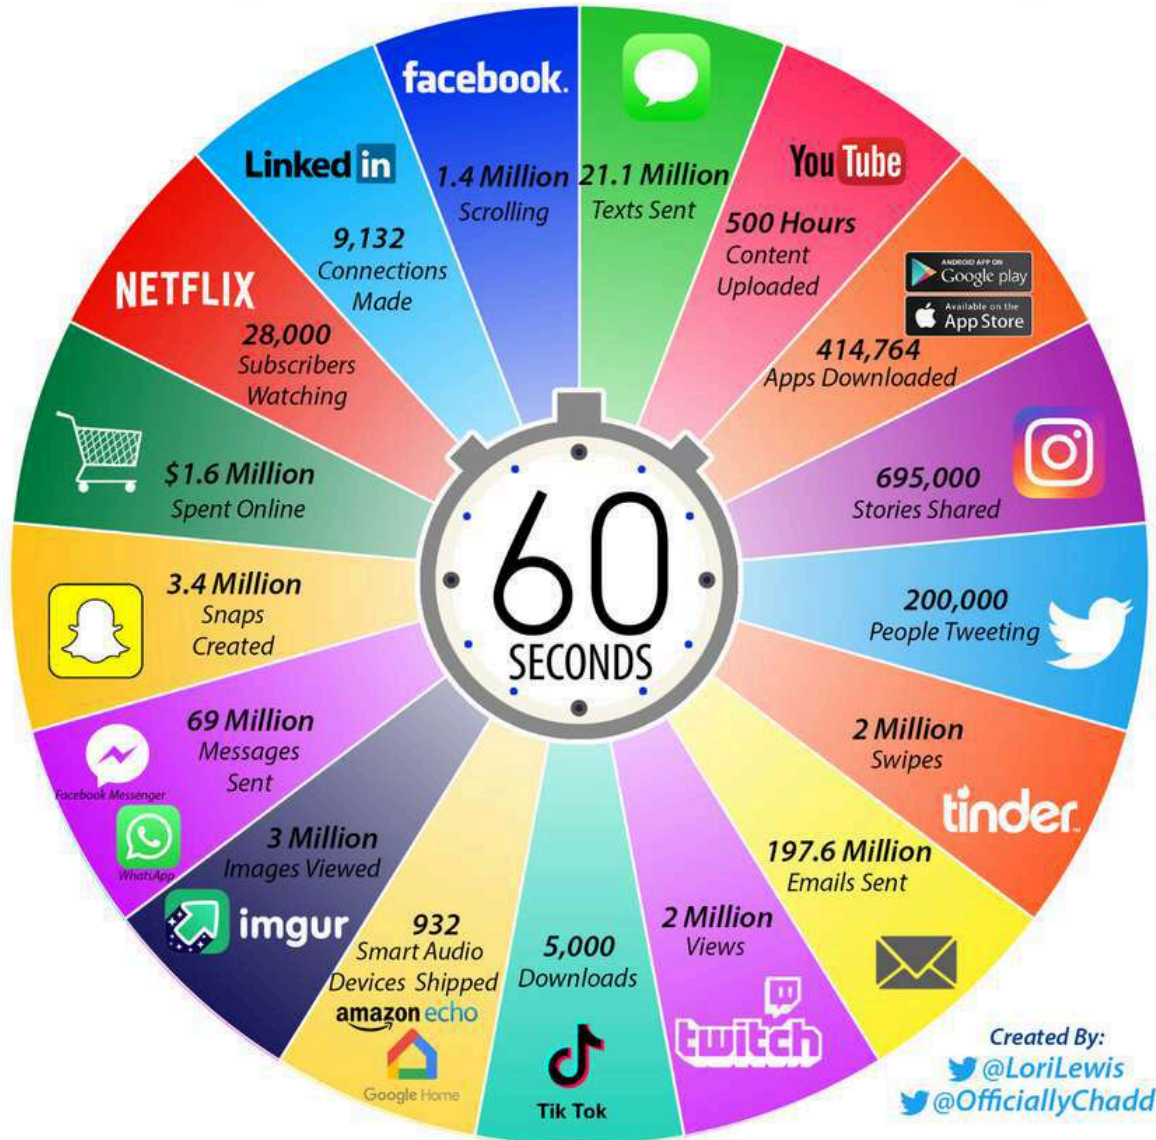 facebook.
1.4 Million
Scrolling
21.1 Million
Texts Sent
YouTube
500 Hours
Content
Uploaded
ANDROID APP ON
Google play
Available on the
App Store
414,764
Apps Downloaded
695,000
Stories Shared
200,000
People Tweeting
2 Million
Swipes
tinder
197.6 Million
Emails Sent
2 Million
Views
twitch
5,000
Downloads
Tik Tok
932
Smart Audio
Devices Shipped
amazon echo
Google Home
3 Million
Images Viewed
imgur
69 Million
Messages
Sent
Facebook Messenger
WhatsApp
3.4 Million
Snaps
Created
$1.6 Million
Spent Online
NETFLIX
28,000
Subscribers
Watching
Linked in
9,132
Connections
Made
60
SECONDS
Created By:
@LoriLewis
@OfficiallyChadd